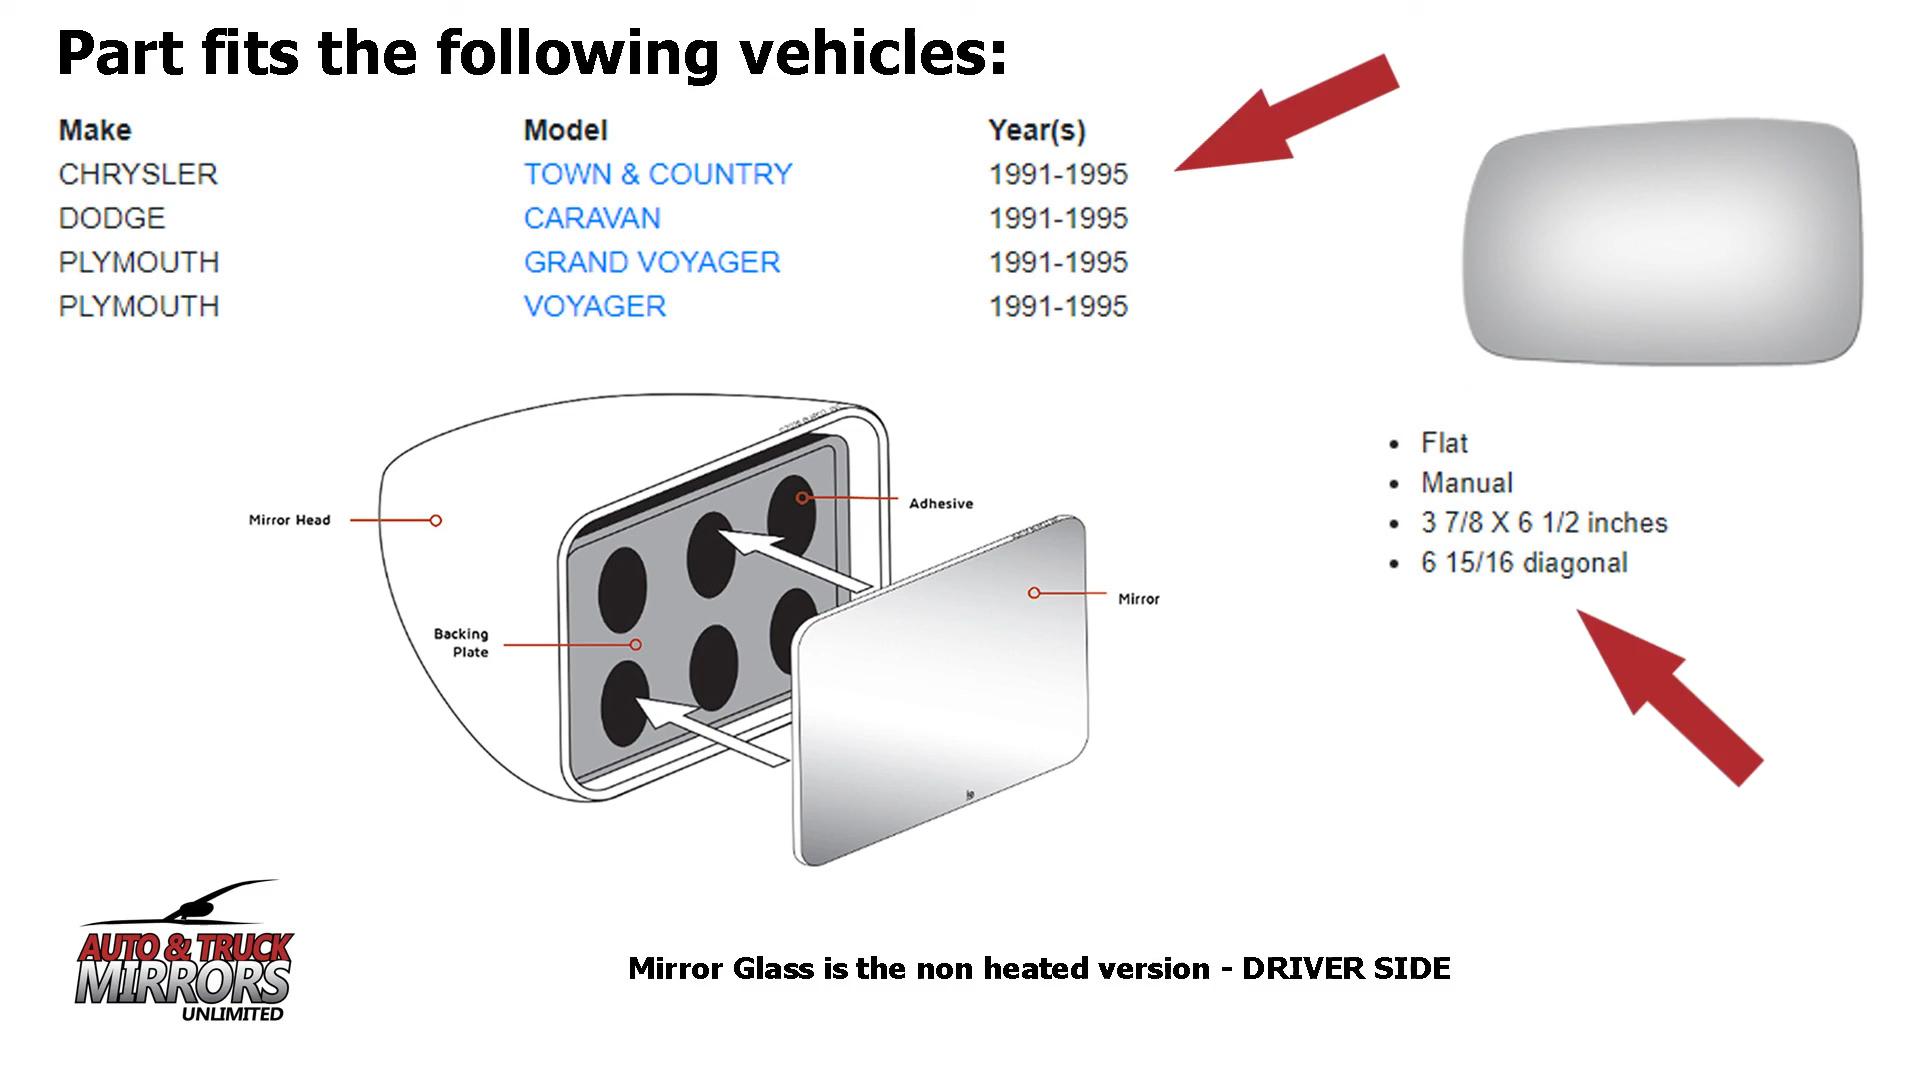 Part fits the following vehicles:
Make Model Year(s)
CHRYSLER TOWN & COUNTRY 1991-1995
DODGE CARAVAN 1991-1995
PLYMOUTH GRAND VOYAGER 1991-1995
PLYMOUTH VOYAGER 1991-1995
Flat
Manual
3 7/8 X 6 1/2 inches
6 15/16 diagonal
Mirror Head
Adhesive
Backing
Plate
Mirror
AUTO & TRUCK
MIRRORS
UNLIMITED
Mirror Glass is the non heated version - DRIVER SIDE